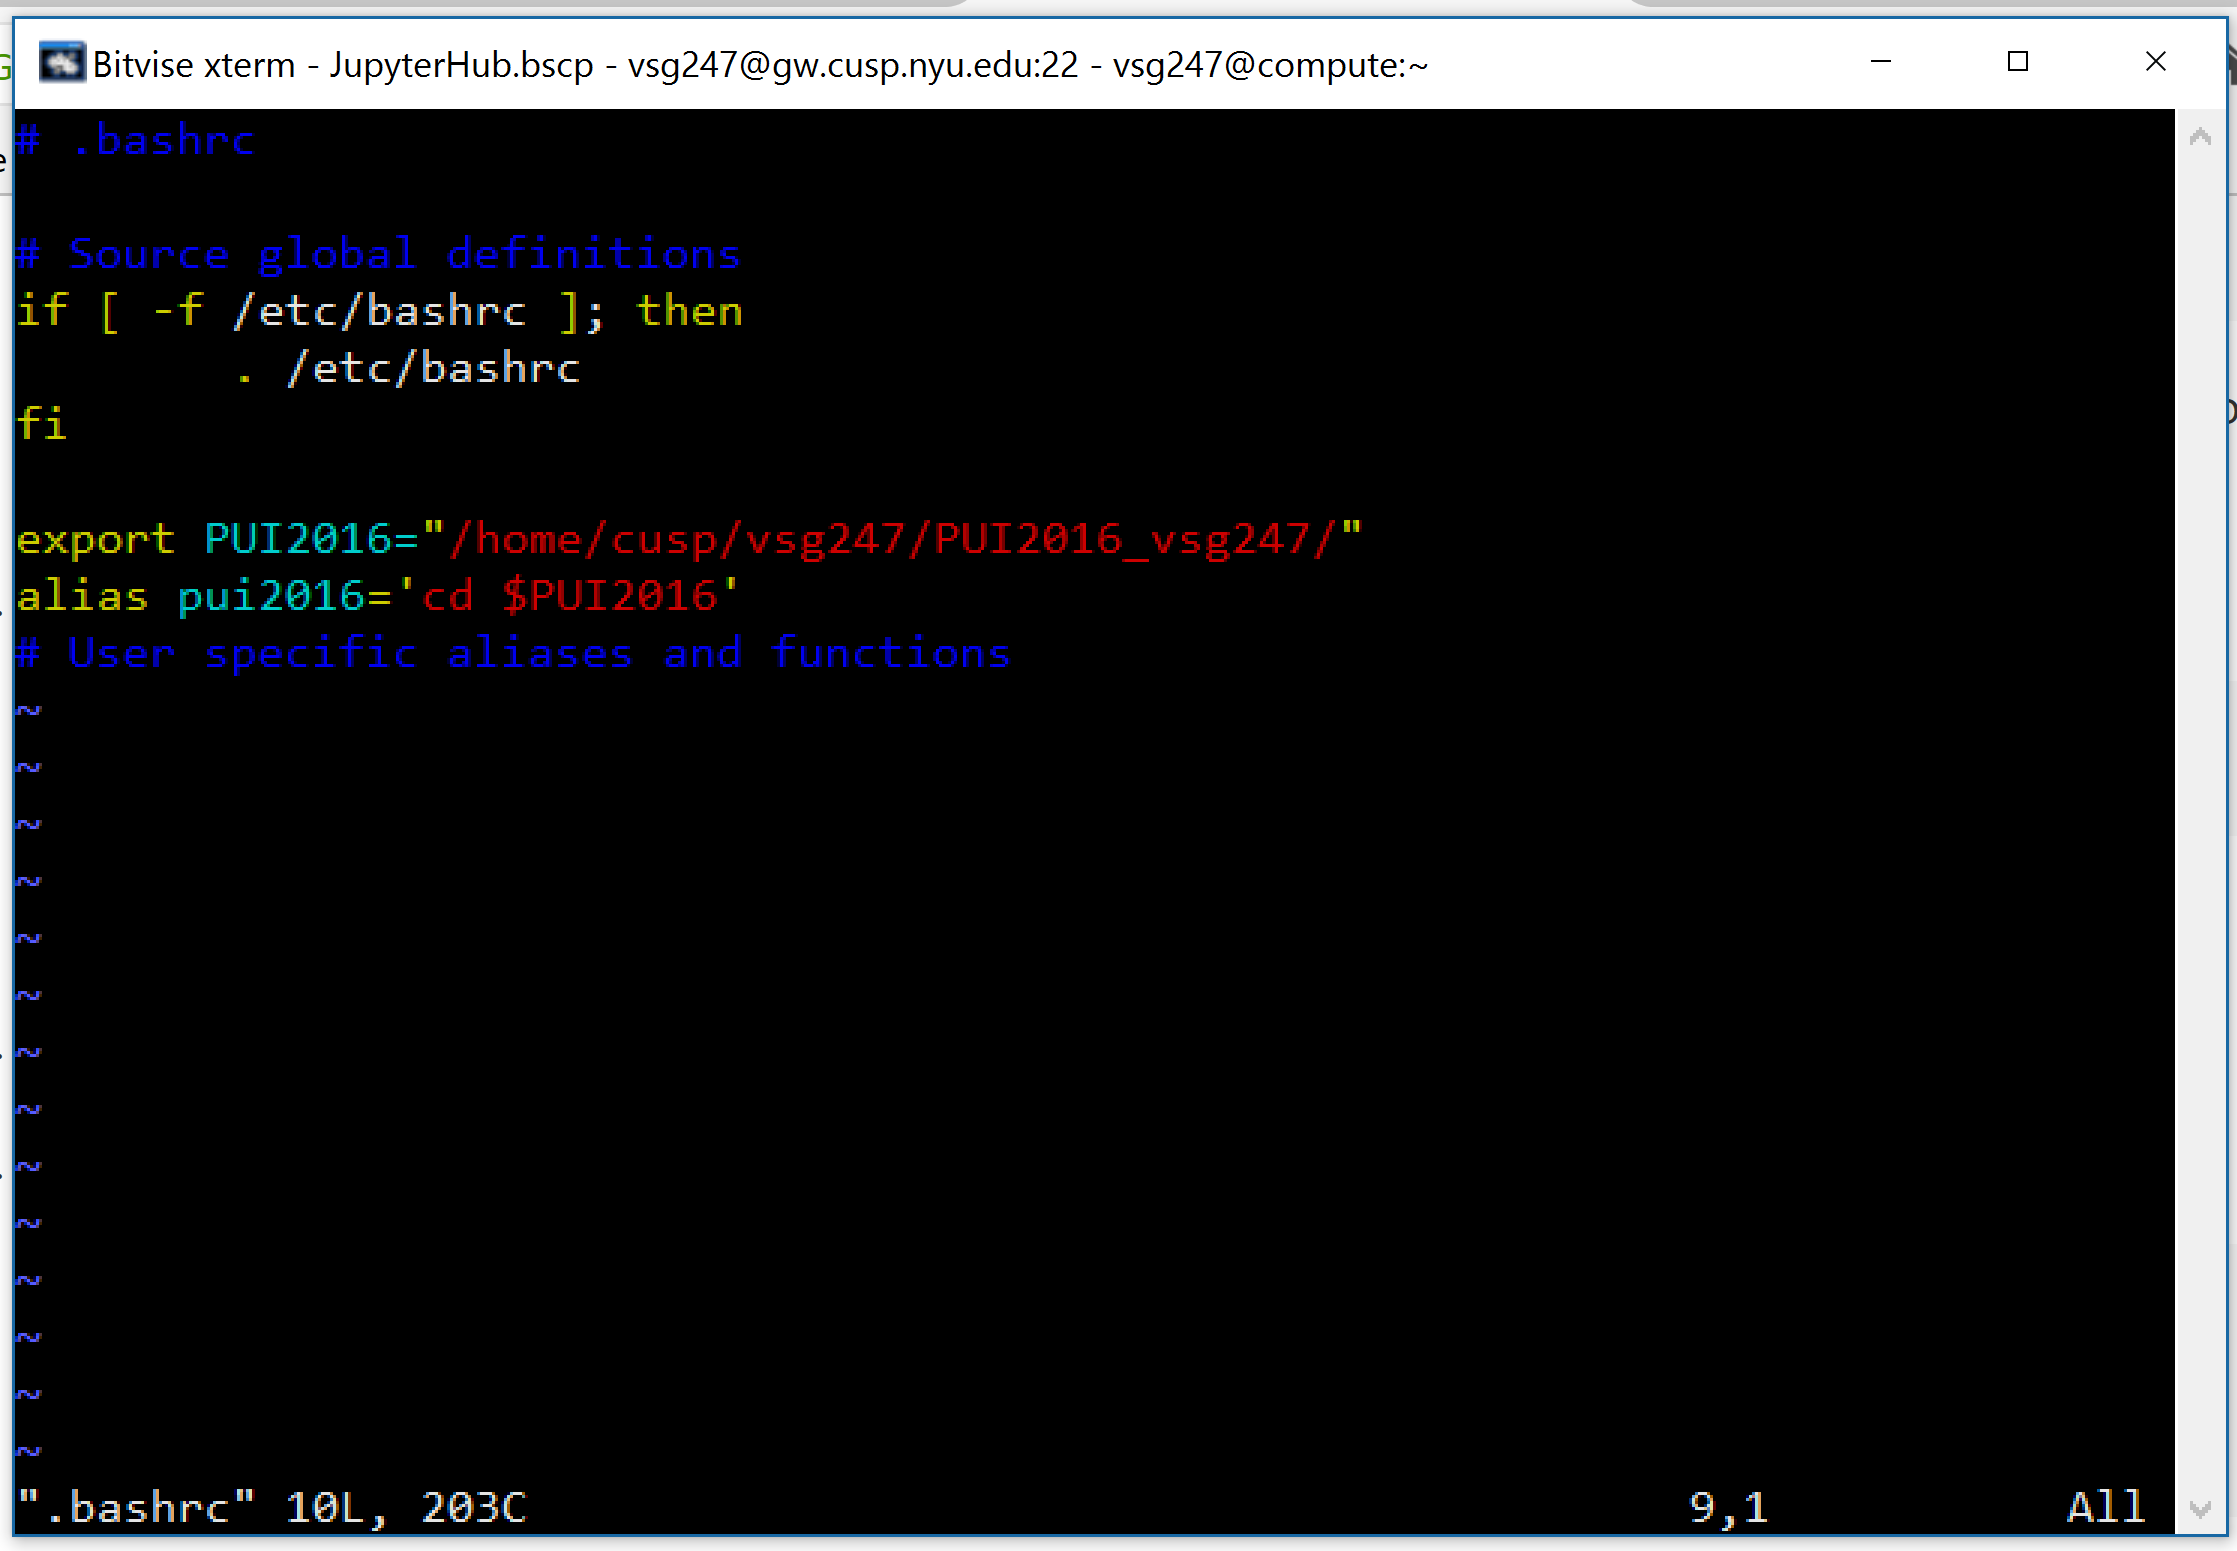 Bitvise xterm - JupyterHub.bscp - vsg247@gw.cusp.nyu.edu:22 - vsg247@compute:~
# .bashrc
# Source global definitions
if [ -f /etc/bashrc ]; then
        . /etc/bashrc
fi
export PUI2016="/home/cusp/vsg247/PUI2016_vsg247/"
alias pui2016='cd $PUI2016'
# User specific aliases and functions
~
~
~
~
~
~
~
~
~
~
~
~
~
~
".bashrc" 10L, 203C 9,1 All